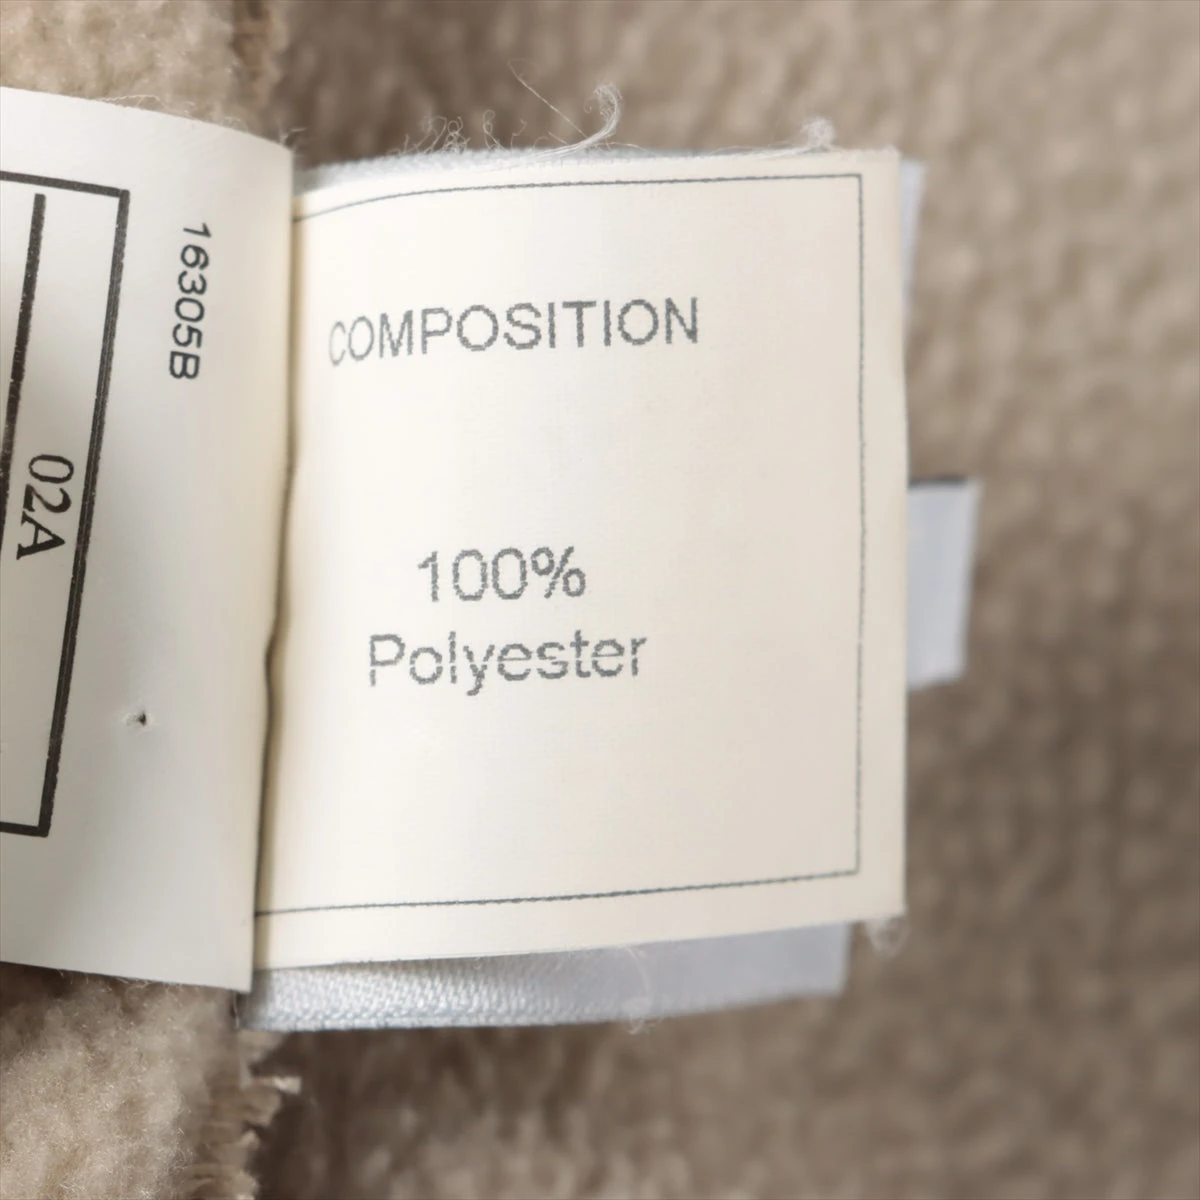 16305B
02A
COMPOSITION
100%
Polyester